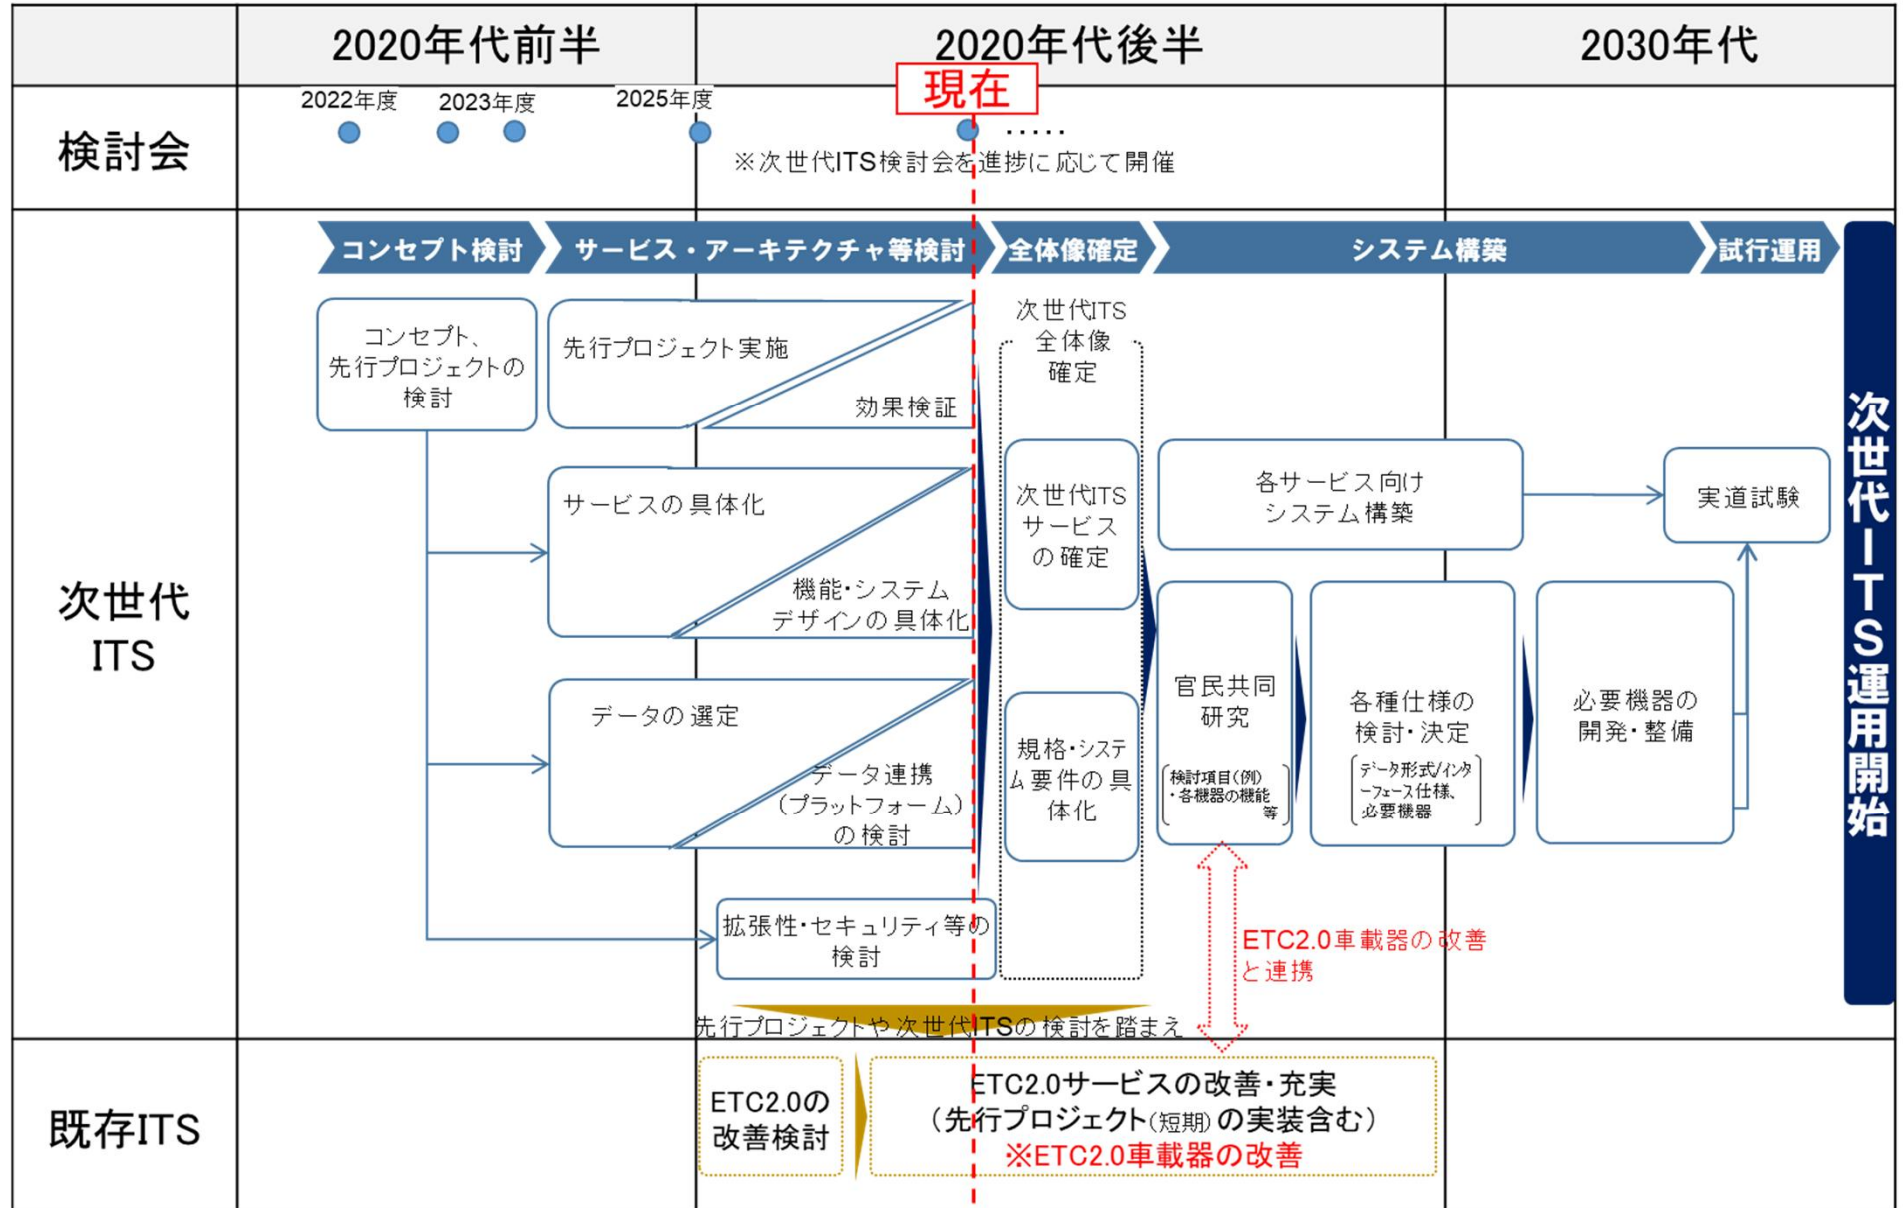 2020年代前半
2020年代後半
2030年代
現在
検討会
2022年度
2023年度
2025年度
・・・・・
※次世代ITS検討会を進捗に応じて開催
次世代
ITS
コンセプト検討
サービス・アーキテクチャ等検討
全体像確定
システム構築
試行運用
コンセプト、
先行プロジェクトの
検討
先行プロジェクト実施
効果検証
サービスの具体化
機能・システム
デザインの具体化
データの選定
データ連携
（プラットフォーム）
の検討
拡張性・セキュリティ等の
検討
次世代ITS
全体像
確定
次世代ITS
サービス
の確定
規格・システ
ム要件の具
体化
各サービス向け
システム構築
実道試験
官民共同
研究
検討項目（例）
・各機器の機能
等
各種仕様の
検討・決定
データ形式/インタ
ーフェース仕様、
必要機器
必要機器の
開発・整備
次世代ITS運用開始
ETC2.0車載器の改善
と連携
先行プロジェクトや次世代ITSの検討を踏まえ
既存ITS
ETC2.0の
改善検討
ETC2.0サービスの改善・充実
（先行プロジェクト（短期）の実装含む）
※ETC2.0車載器の改善